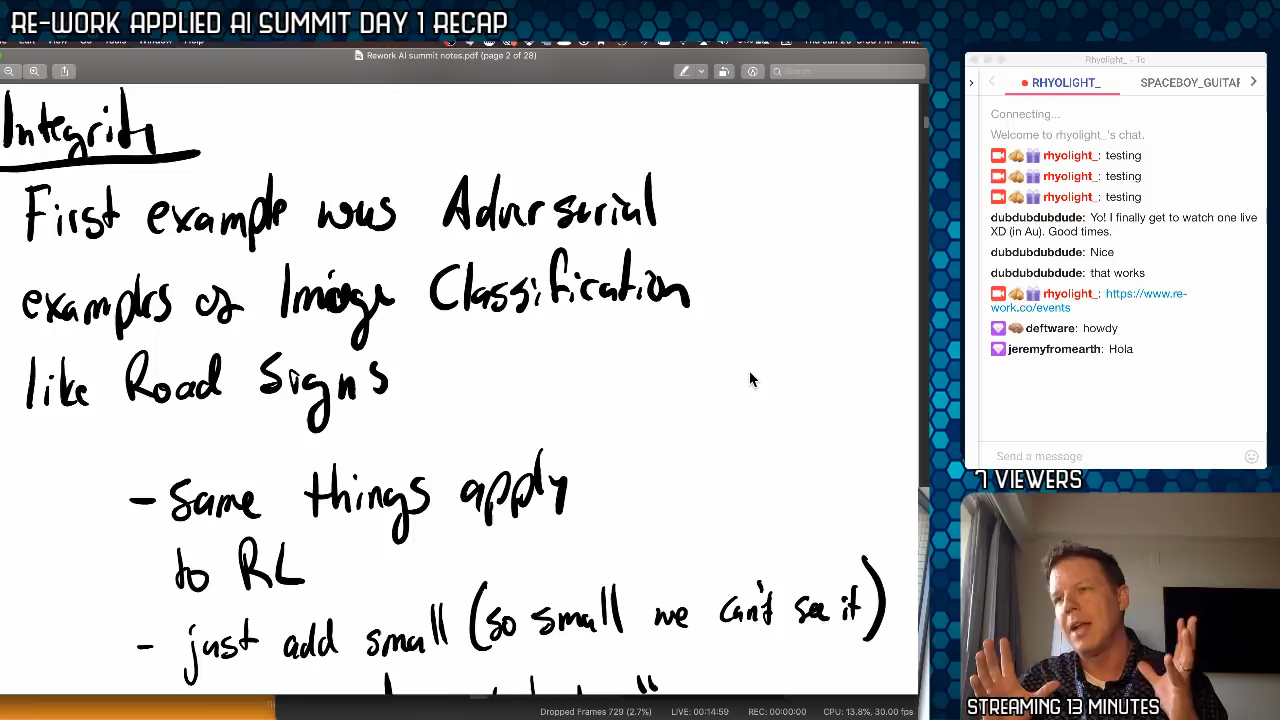 RE-WORK APPLIED AI SUMMIT DAY 1 RECAP
Rework AI summit notes.pdf (page 2 of 28)
Search
Integrity
First example was Adversarial
examples of Image Classification
like Road Signs
- same things apply
to RL
- just add small (so small we can't see it)
Rhyolight_ - Tc
RHYOLIGHT_
SPACEBOY_GUITAR
Connecting...
Welcome to rhyolight_'s chat.
rhyolight_: testing
rhyolight_: testing
rhyolight_: testing
dubdubdubdude: Yo! I finally get to watch one live
XD (in Au). Good times.
dubdubdubdude: Nice
dubdubdubdude: that works
rhyolight_: https://www.re-
work.co/events
deftware: howdy
jeremyfromearth: Hola
Send a message
7 VIEWERS
STREAMING 13 MINUTES
Dropped Frames 729 (2.7%)
LIVE: 00:14:59
REC: 00:00:00
CPU: 13.8%, 30.00 fps